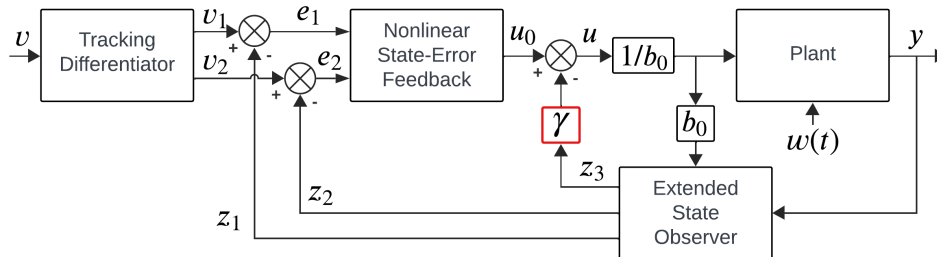 v
Tracking
Differentiator
v₁
v₂
+
-
e₁
+
-
e₂
Nonlinear
State-Error
Feedback
u₀
+
-
u
1/b₀
Plant
y
γ
b₀
w(t)
z₃
z₂
z₁
Extended
State
Observer